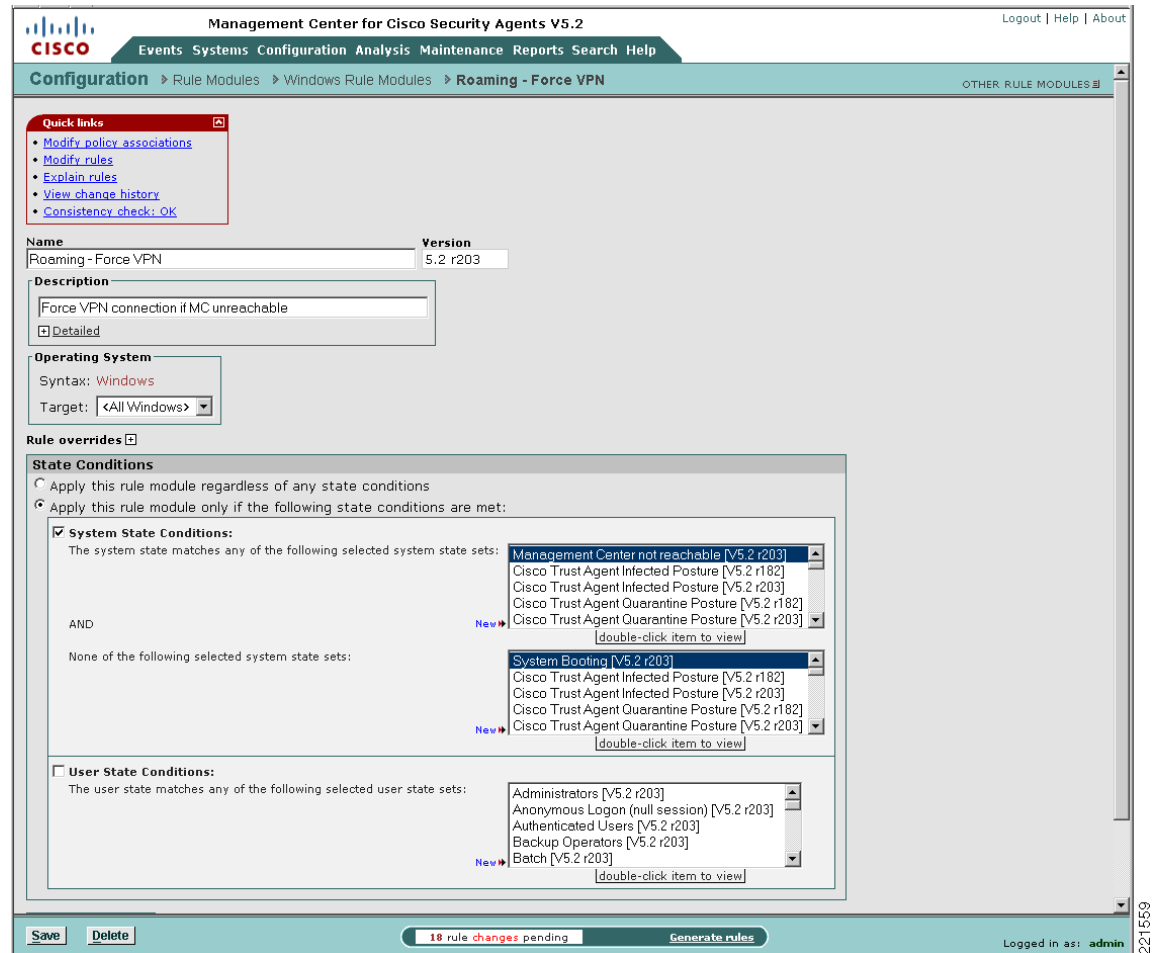 Management Center for Cisco Security Agents V5.2
Logout | Help | About
CISCO
Events Systems Configuration Analysis Maintenance Reports Search Help
Configuration Rule Modules Windows Rule Modules Roaming - Force VPN
OTHER RULE MODULES
Quick links
Modify policy associations
Modify rules
Explain rules
View change history
Consistency check: OK
Name Version
Roaming - Force VPN 5.2 r203
Description
Force VPN connection if MC unreachable
Detailed
Operating System
Syntax: Windows
Target: <All Windows>
Rule overrides
State Conditions
Apply this rule module regardless of any state conditions
Apply this rule module only if the following state conditions are met:
System State Conditions:
The system state matches any of the following selected system state sets:
Management Center not reachable [V5.2 r203]
Cisco Trust Agent Infected Posture [V5.2 r182]
Cisco Trust Agent Infected Posture [V5.2 r203]
Cisco Trust Agent Quarantine Posture [V5.2 r182]
Cisco Trust Agent Quarantine Posture [V5.2 r203]
AND
New
double-click item to view
None of the following selected system state sets:
System Booting [V5.2 r203]
Cisco Trust Agent Infected Posture [V5.2 r182]
Cisco Trust Agent Infected Posture [V5.2 r203]
Cisco Trust Agent Quarantine Posture [V5.2 r182]
Cisco Trust Agent Quarantine Posture [V5.2 r203]
New
double-click item to view
User State Conditions:
The user state matches any of the following selected user state sets:
Administrators [V5.2 r203]
Anonymous Logon (null session) [V5.2 r203]
Authenticated Users [V5.2 r203]
Backup Operators [V5.2 r203]
Batch [V5.2 r203]
New
double-click item to view
Save Delete
18 rule changes pending Generate rules
Logged in as: admin
221559